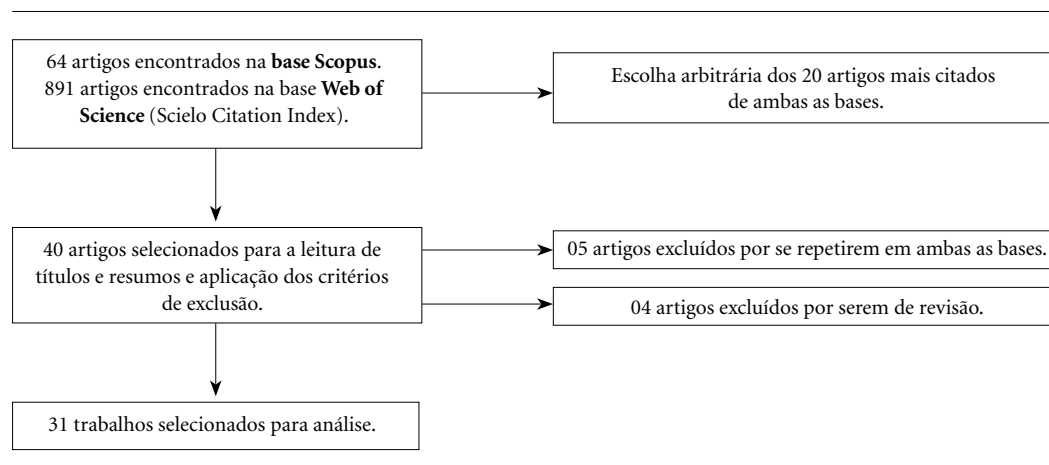 64 artigos encontrados na base Scopus.
891 artigos encontrados na base Web of
Science (Scielo Citation Index).
Escolha arbitrária dos 20 artigos mais citados
de ambas as bases.
40 artigos selecionados para a leitura de
títulos e resumos e aplicação dos critérios
de exclusão.
05 artigos excluídos por se repetirem em ambas as bases.
04 artigos excluídos por serem de revisão.
31 trabalhos selecionados para análise.